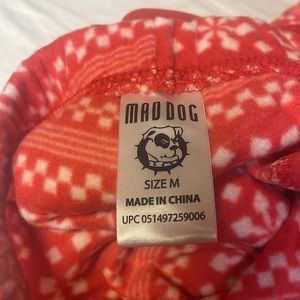 MAD DOG
SIZE M
MADE IN CHINA
UPC 051497259006